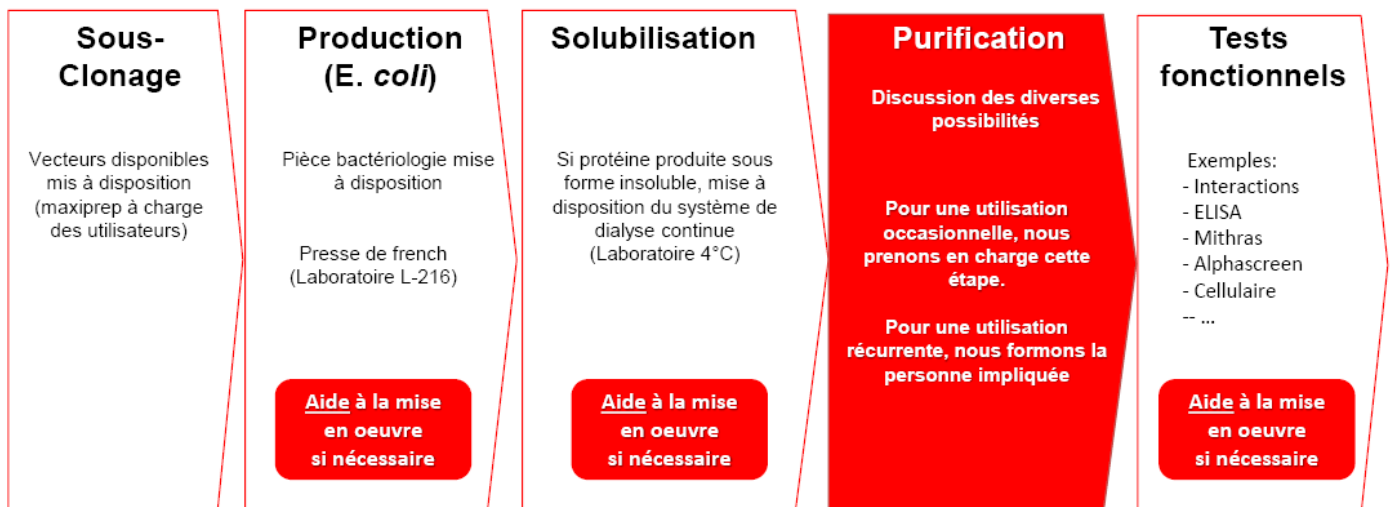 Sous-
Clonage
Vecteurs disponibles
mis à disposition
(maxiprep à charge
des utilisateurs)
Production
(E. coli)
Pièce bactériologie mise
à disposition
Presse de french
(Laboratoire L-216)
Aide à la mise
en oeuvre
si nécessaire
Solubilisation
Si protéine produite sous
forme insoluble, mise à
disposition du système de
dialyse continue
(Laboratoire 4°C)
Aide à la mise
en oeuvre
si nécessaire
Purification
Discussion des diverses
possibilités
Pour une utilisation
occasionnelle, nous
prenons en charge cette
étape.
Pour une utilisation
récurrente, nous formons la
personne impliquée
Tests
fonctionnels
Exemples:
- Interactions
- ELISA
- Mithras
- Alphascreen
- Cellulaire
-- ...
Aide à la mise
en oeuvre
si nécessaire